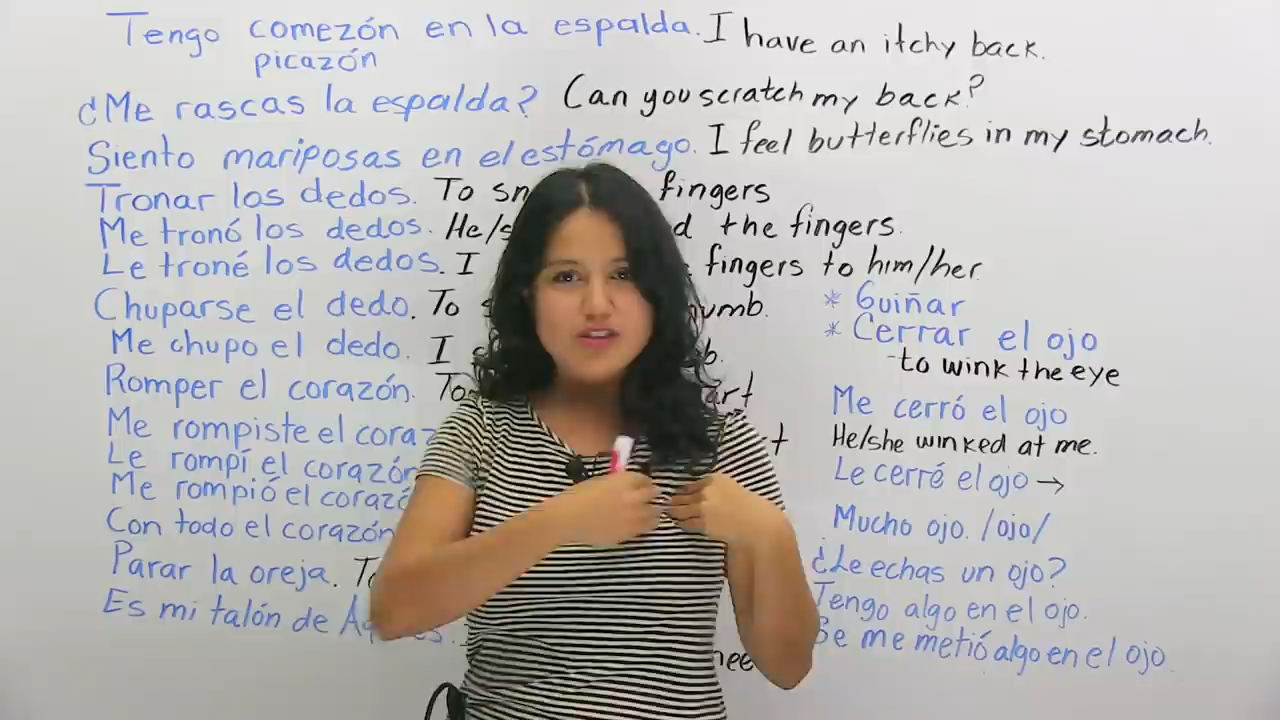 Tengo comezón en la espalda. I have an itchy back.
picazón
¿Me rascas la espalda? Can you scratch my back?
Siento mariposas en el estómago. I feel butterflies in my stomach.
Tronar los dedos. To sn fingers
Me tronó los dedos. He/s d the fingers.
Le troné los dedos. I fingers to him/her.
Chuparse el dedo. To umb.
Me chupo el dedo. I b.
Romper el corazón. To art
Me rompiste el coraz t
Le rompí el corazón
Me rompió el corazó
Con todo el corazón
Parar la oreja. To
Es mi talón de
* Guiñar
* Cerrar el ojo
-to wink the eye
Me cerró el ojo
He/she winked at me.
Le cerré el ojo →
Mucho ojo. /ojo/
¿Le echas un ojo?
Tengo algo en el ojo.
Se me metió algo en el ojo.